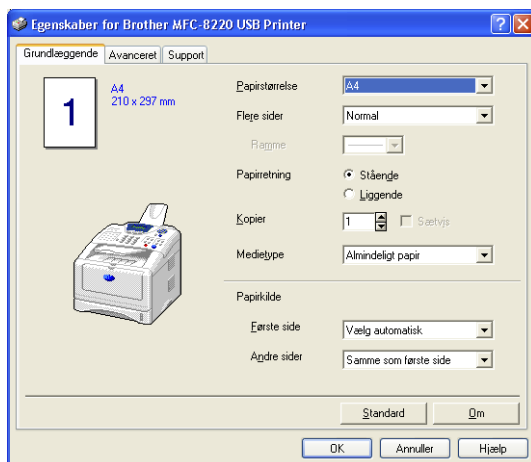 Egenskaber for Brother MFC-8220 USB Printer
Grundlæggende Avanceret Support
1
A4
210 x 297 mm
Papirstørrelse A4
Flere sider Normal
Ramme
Papirretning Stående
Liggende
Kopier 1 Sætvis
Medietype Almindeligt papir
Papirkilde
Første side Vælg automatisk
Andre sider Samme som første side
Standard Om
OK Annuller Hjælp